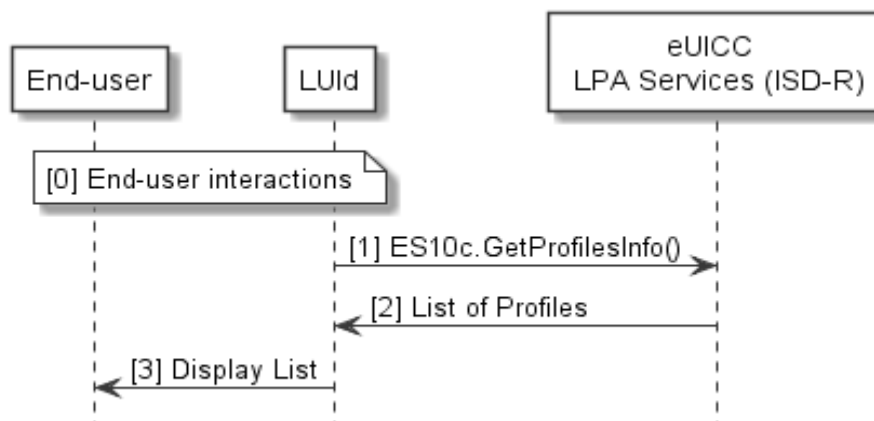 End-user
LUId
eUICC
LPA Services (ISD-R)
[0] End-user interactions
[1] ES10c.GetProfilesInfo()
[2] List of Profiles
[3] Display List